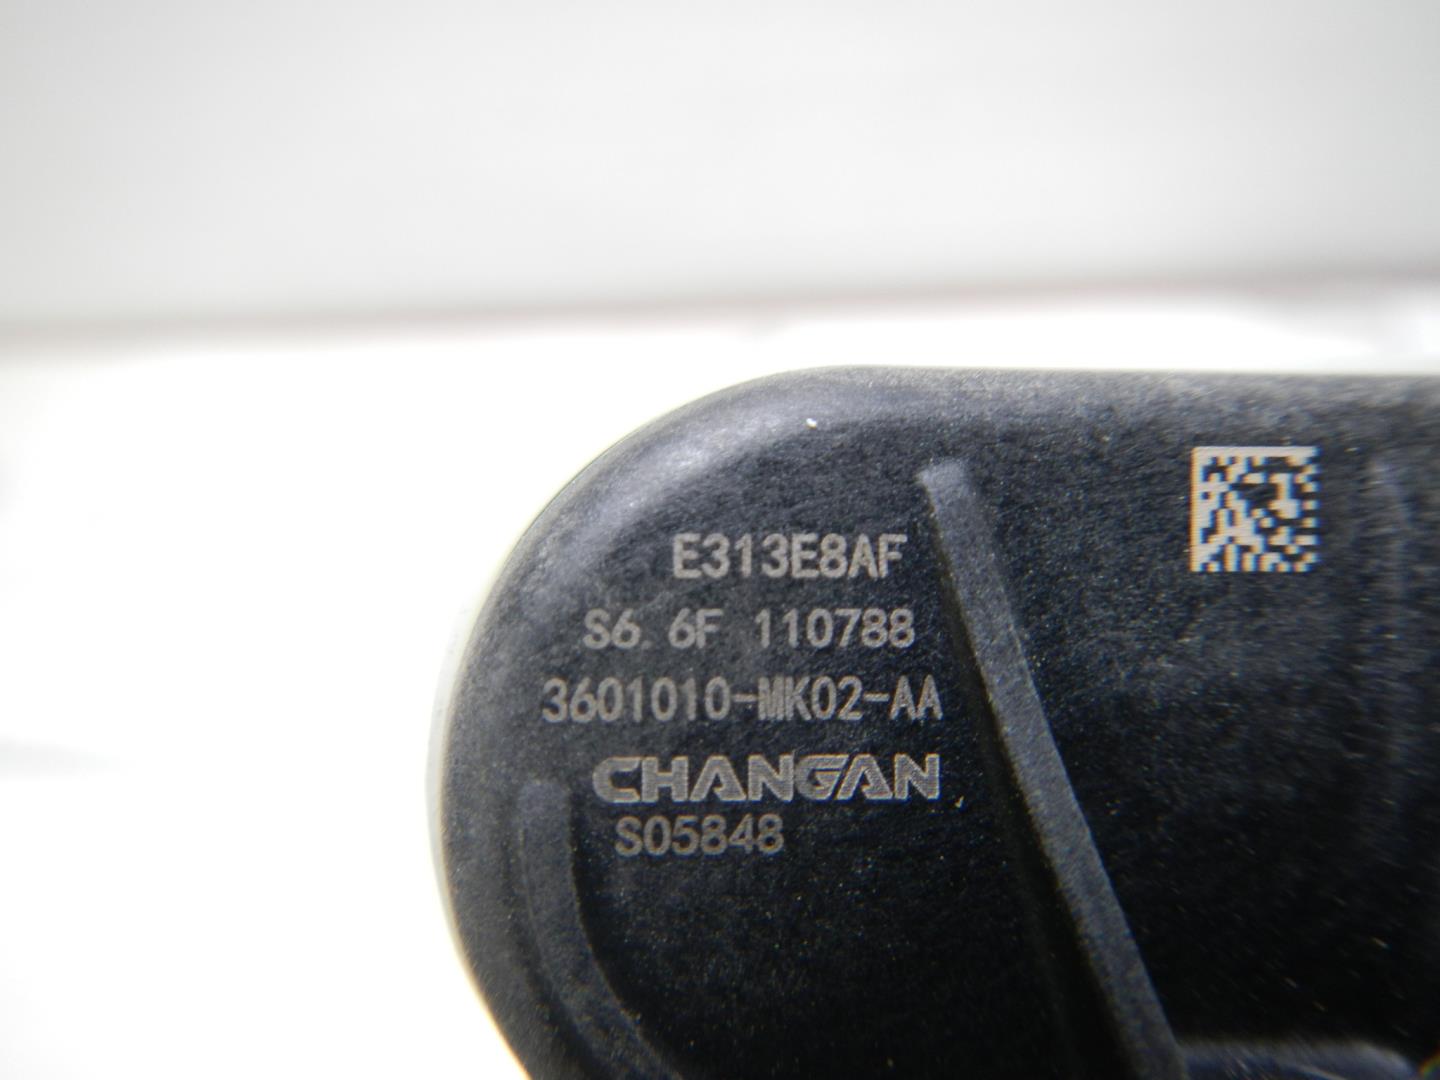 E313E8AF
S6.6F 110788
3601010-MK02-AA
CHANGAN
S05848